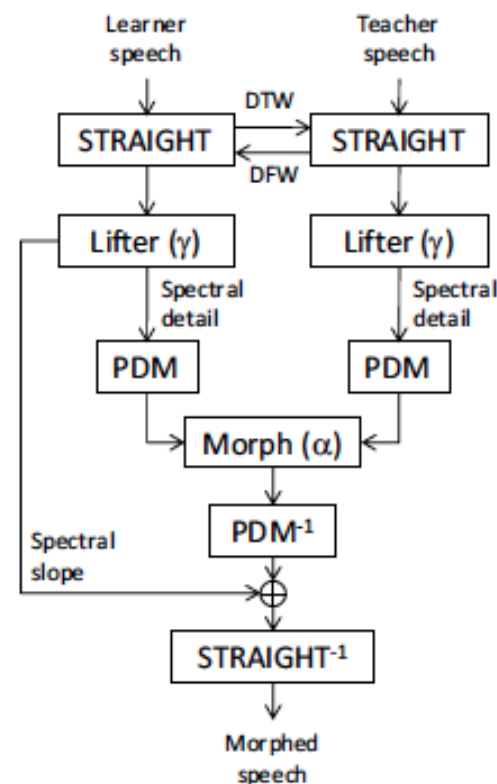 Learner
speech
Teacher
speech
DTW
STRAIGHT
STRAIGHT
DFW
Lifter (γ)
Lifter (γ)
Spectral
detail
Spectral
detail
PDM
PDM
Morph (α)
PDM⁻¹
Spectral
slope
STRAIGHT⁻¹
Morphed
speech